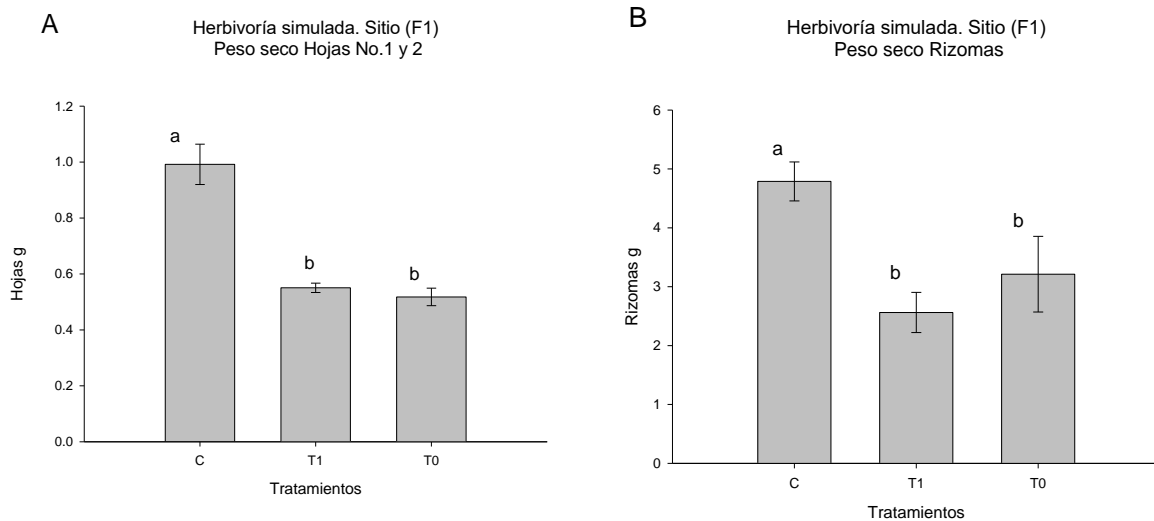 A
Herbivoría simulada. Sitio (F1)
Peso seco Hojas No.1 y 2
Hojas g
1.2
1.0
0.8
0.6
0.4
0.2
0.0
a
b
b
C T1 T0
Tratamientos
B
Herbivoría simulada. Sitio (F1)
Peso seco Rizomas
Rizomas g
6
5
4
3
2
1
0
a
b
b
C T1 T0
Tratamientos